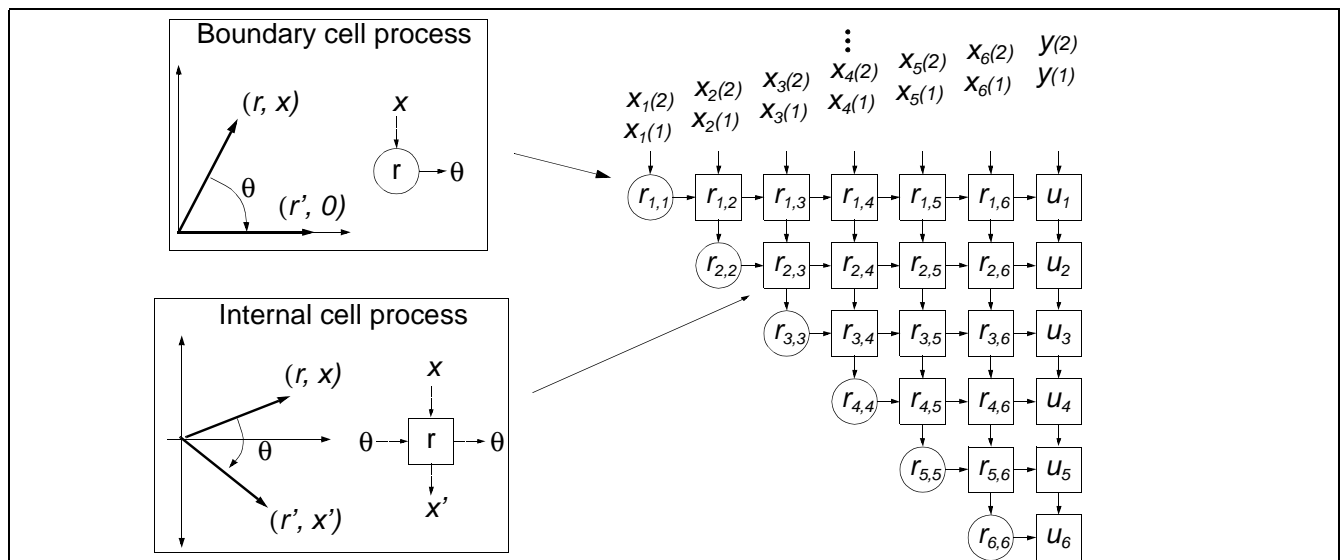 Boundary cell process
(r, x)
θ
(r', 0)
x
r
θ
Internal cell process
(r, x)
θ
(r', x')
x
θ
r
θ
x'
⋮
x1(2) x2(2) x3(2) x4(2) x5(2) x6(2) y(2)
x1(1) x2(1) x3(1) x4(1) x5(1) x6(1) y(1)
r1,1 r1,2 r1,3 r1,4 r1,5 r1,6 u1
r2,2 r2,3 r2,4 r2,5 r2,6 u2
r3,3 r3,4 r3,5 r3,6 u3
r4,4 r4,5 r4,6 u4
r5,5 r5,6 u5
r6,6 u6